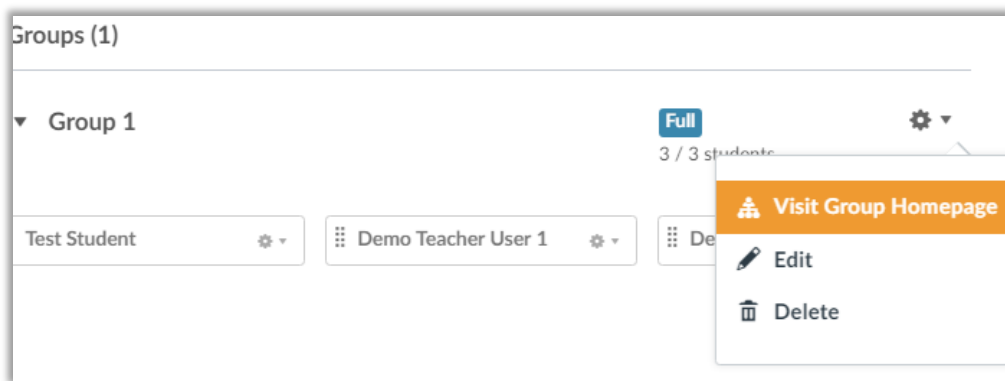 Groups (1)
Group 1
Full
3 / 3 students
Visit Group Homepage
Test Student
Demo Teacher User 1
De
Edit
Delete